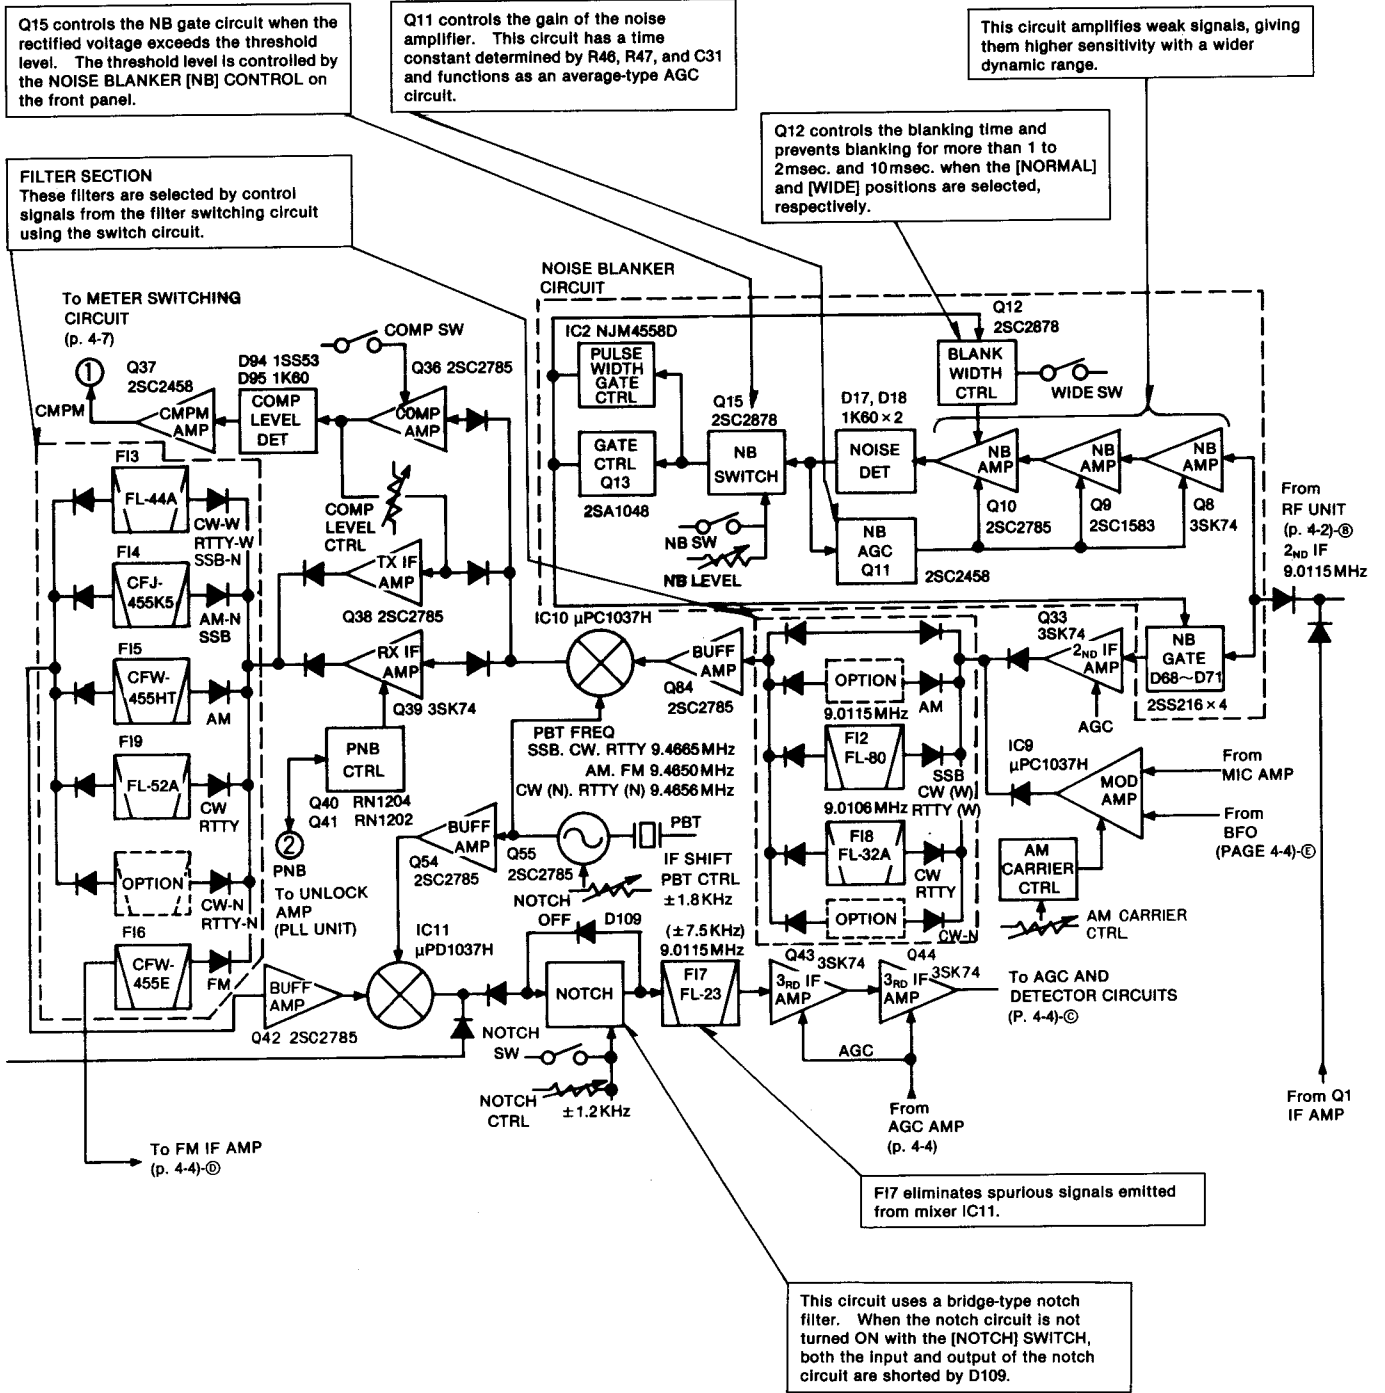 Q15 controls the NB gate circuit when the
rectified voltage exceeds the threshold
level. The threshold level is controlled by
the NOISE BLANKER [NB] CONTROL on
the front panel.
Q11 controls the gain of the noise
amplifier. This circuit has a time
constant determined by R46, R47, and C31
and functions as an average-type AGC
circuit.
This circuit amplifies weak signals, giving
them higher sensitivity with a wider
dynamic range.
Q12 controls the blanking time and
prevents blanking for more than 1 to
2msec. and 10msec. when the [NORMAL]
and [WIDE] positions are selected,
respectively.
FILTER SECTION
These filters are selected by control
signals from the filter switching circuit
using the switch circuit.
NOISE BLANKER
CIRCUIT
To METER SWITCHING
CIRCUIT
(p. 4-7)
1
CMPM
Q37
2SC2458
CMPM
AMP
D94 1SS53
D95 1K60
COMP
LEVEL
DET
COMP SW
Q36 2SC2785
COMP
AMP
COMP
LEVEL
CTRL
IC2 NJM4558D
PULSE
WIDTH
GATE
CTRL
GATE
CTRL
Q13
2SA1048
Q15
2SC2878
NB
SWITCH
NB SW
NB LEVEL
D17, D18
1K60×2
NOISE
DET
NB
AGC
Q11
2SC2458
Q12
2SC2878
BLANK
WIDTH
CTRL
WIDE SW
NB
AMP
Q10
2SC2785
NB
AMP
Q9
2SC1583
NB
AMP
Q8
3SK74
From
RF UNIT
(p. 4-2)-Ⓑ
2ND IF
9.0115MHz
FI3
FL-44A
CW-W
RTTY-W
SSB-N
FI4
CFJ-
455K5
AM-N
SSB
FI5
CFW-
455HT
AM
FI9
FL-52A
CW
RTTY
OPTION
CW-N
RTTY-N
FI6
CFW-
455E
FM
TX IF
AMP
Q38 2SC2785
RX IF
AMP
Q39 3SK74
PNB
CTRL
Q40 RN1204
Q41 RN1202
2
PNB
To UNLOCK
AMP
(PLL UNIT)
IC10 µPC1037H
BUFF
AMP
Q84
2SC2785
PBT FREQ
SSB. CW. RTTY 9.4665MHz
AM. FM 9.4650MHz
CW (N). RTTY (N) 9.4656MHz
BUFF
AMP
Q54
2SC2785
Q55
2SC2785
PBT
IF SHIFT
PBT CTRL
±1.8KHz
NOTCH
OFF
D109
OPTION
9.0115MHz
AM
FI2
FL-80
SSB
CW (W)
RTTY (W)
9.0106MHz
FI8
FL-32A
CW
RTTY
OPTION
CW-N
Q33
3SK74
2ND IF
AMP
AGC
NB
GATE
D68~D71
2SS216×4
IC9
µPC1037H
MOD
AMP
From
MIC AMP
From
BFO
(PAGE 4-4)-Ⓔ
AM
CARRIER
CTRL
AM CARRIER
CTRL
BUFF
AMP
Q42 2SC2785
IC11
µPD1037H
NOTCH
NOTCH
SW
NOTCH
CTRL
±1.2KHz
(±7.5KHz)
9.0115MHz
FI7
FL-23
Q43 3SK74
3RD IF
AMP
Q44
3SK74
3RD IF
AMP
AGC
To AGC AND
DETECTOR CIRCUITS
(P. 4-4)-Ⓒ
From
AGC AMP
(p. 4-4)
From Q1
IF AMP
To FM IF AMP
(p. 4-4)-Ⓓ
FI7 eliminates spurious signals emitted
from mixer IC11.
This circuit uses a bridge-type notch
filter. When the notch circuit is not
turned ON with the [NOTCH] SWITCH,
both the input and output of the notch
circuit are shorted by D109.